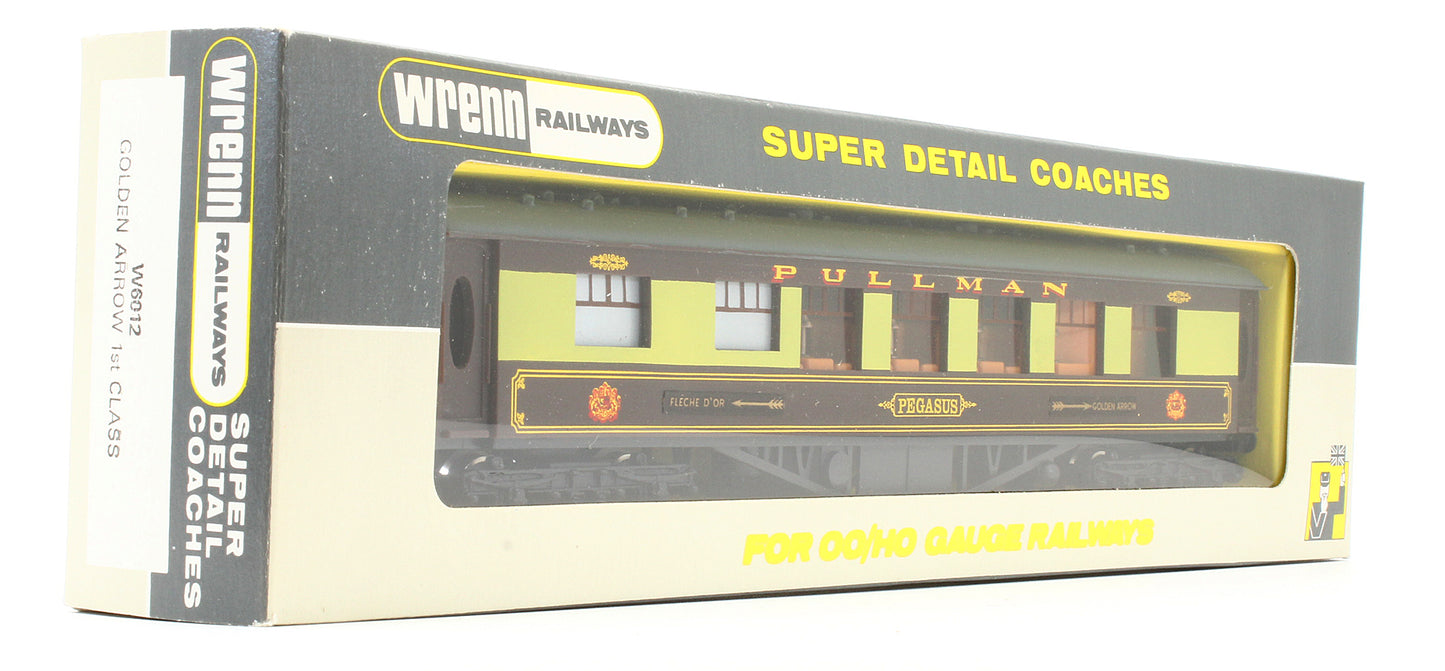 Wrenn RAILWAYS
SUPER DETAIL COACHES
W6012
GOLDEN ARROW 1st CLASS
Wrenn RAILWAYS
SUPER
DETAIL
COACHES
PULLMAN
FLÈCHE D'OR
PEGASUS
GOLDEN ARROW
FOR OO/HO GAUGE RAILWAYS